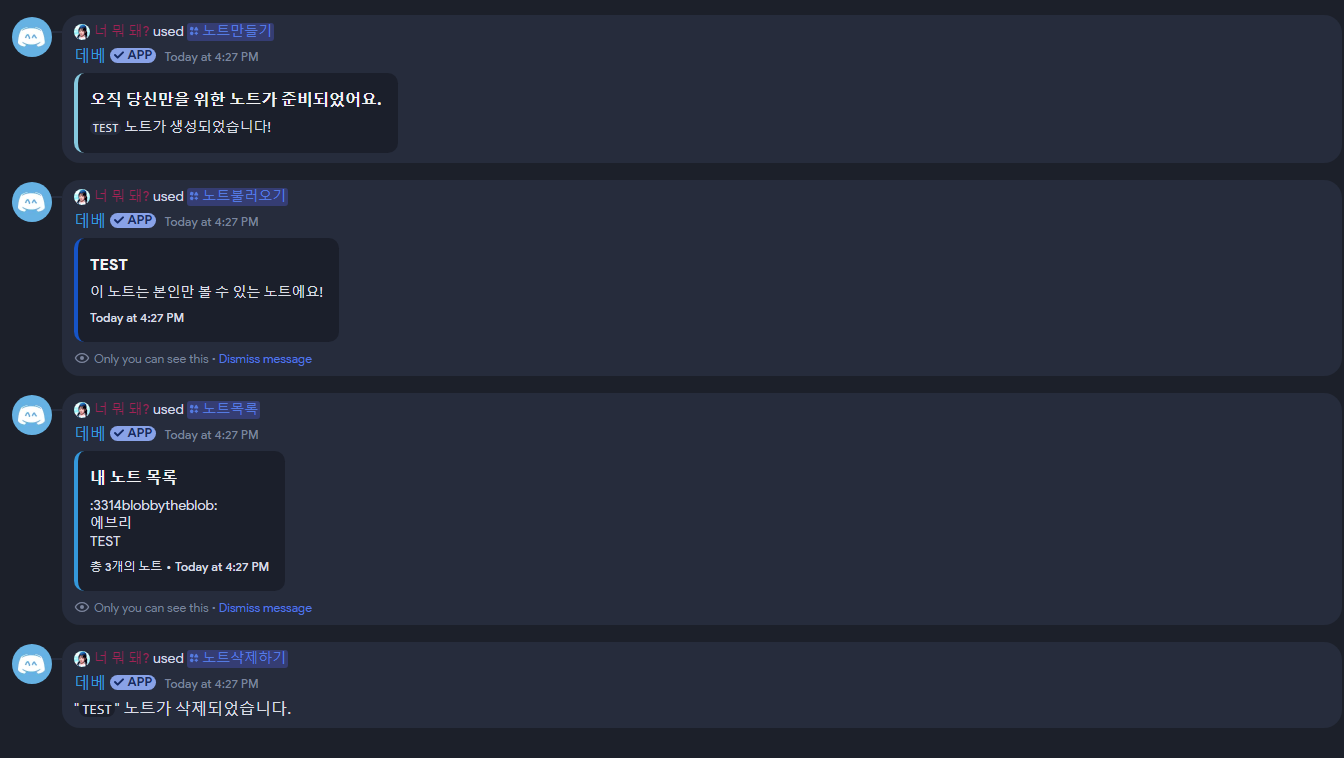 너 뭐 돼? used 노트만들기
데베 APP Today at 4:27 PM
오직 당신만을 위한 노트가 준비되었어요.
TEST 노트가 생성되었습니다!
너 뭐 돼? used 노트불러오기
데베 APP Today at 4:27 PM
TEST
이 노트는 본인만 볼 수 있는 노트에요!
Today at 4:27 PM
Only you can see this • Dismiss message
너 뭐 돼? used 노트목록
데베 APP Today at 4:27 PM
내 노트 목록
:3314blobbytheblob:
에브리
TEST
총 3개의 노트 • Today at 4:27 PM
Only you can see this • Dismiss message
너 뭐 돼? used 노트삭제하기
데베 APP Today at 4:27 PM
"TEST" 노트가 삭제되었습니다.